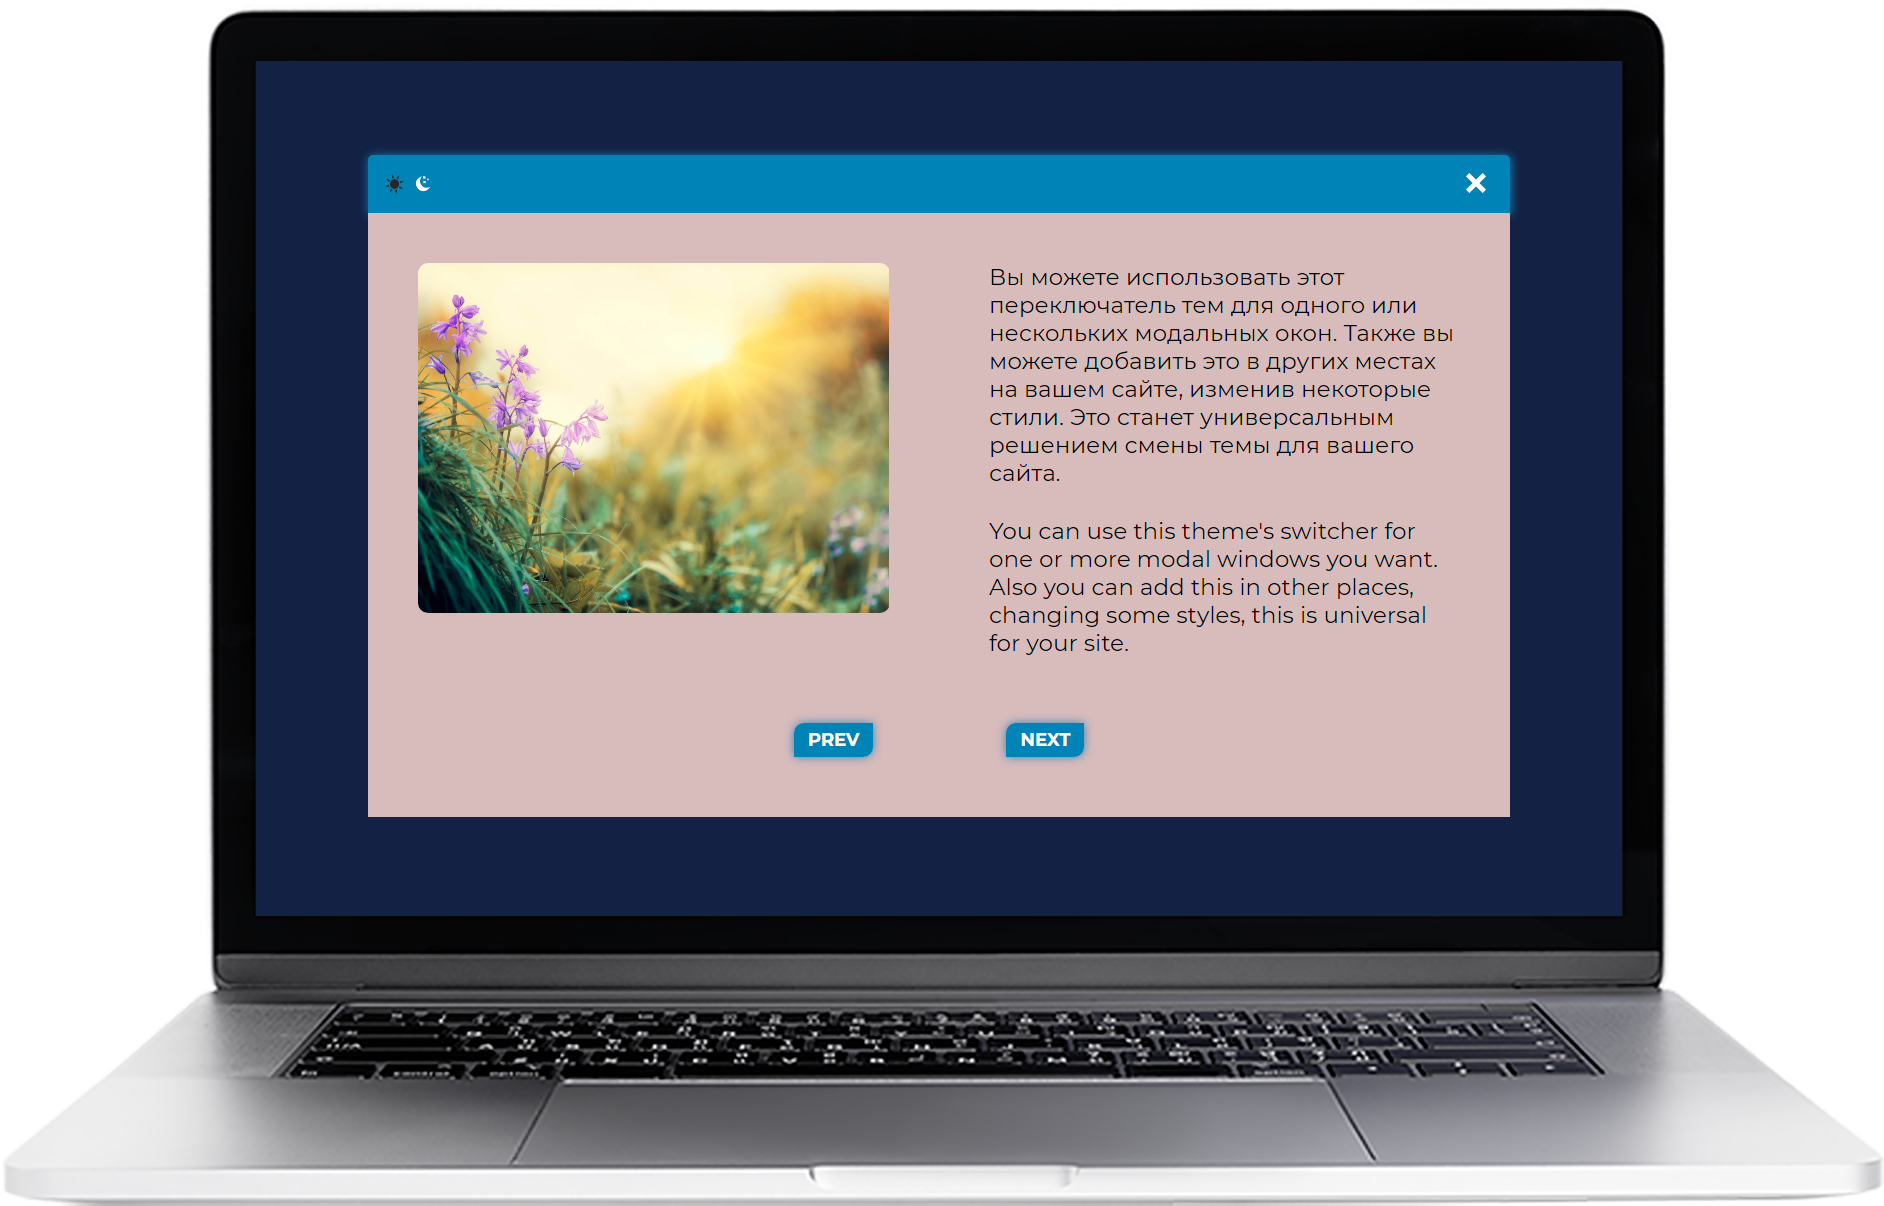 Вы можете использовать этот
переключатель тем для одного или
нескольких модальных окон. Также вы
можете добавить это в других местах
на вашем сайте, изменив некоторые
стили. Это станет универсальным
решением смены темы для вашего
сайта.
You can use this theme's switcher for
one or more modal windows you want.
Also you can add this in other places,
changing some styles, this is universal
for your site.
PREV
NEXT